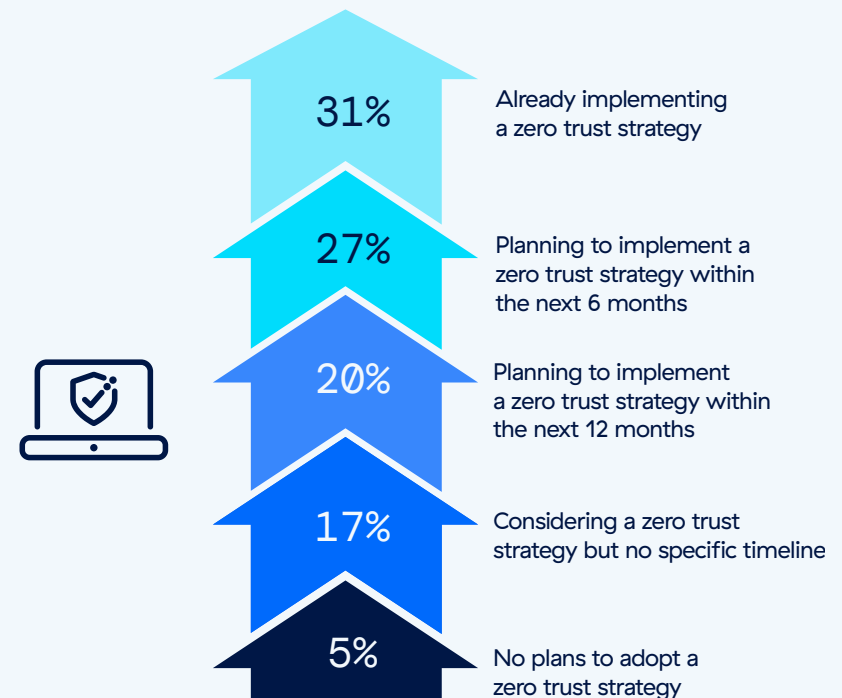 31%
Already implementing
a zero trust strategy
27%
Planning to implement a
zero trust strategy within
the next 6 months
20%
Planning to implement
a zero trust strategy within
the next 12 months
17%
Considering a zero trust
strategy but no specific timeline
5%
No plans to adopt a
zero trust strategy